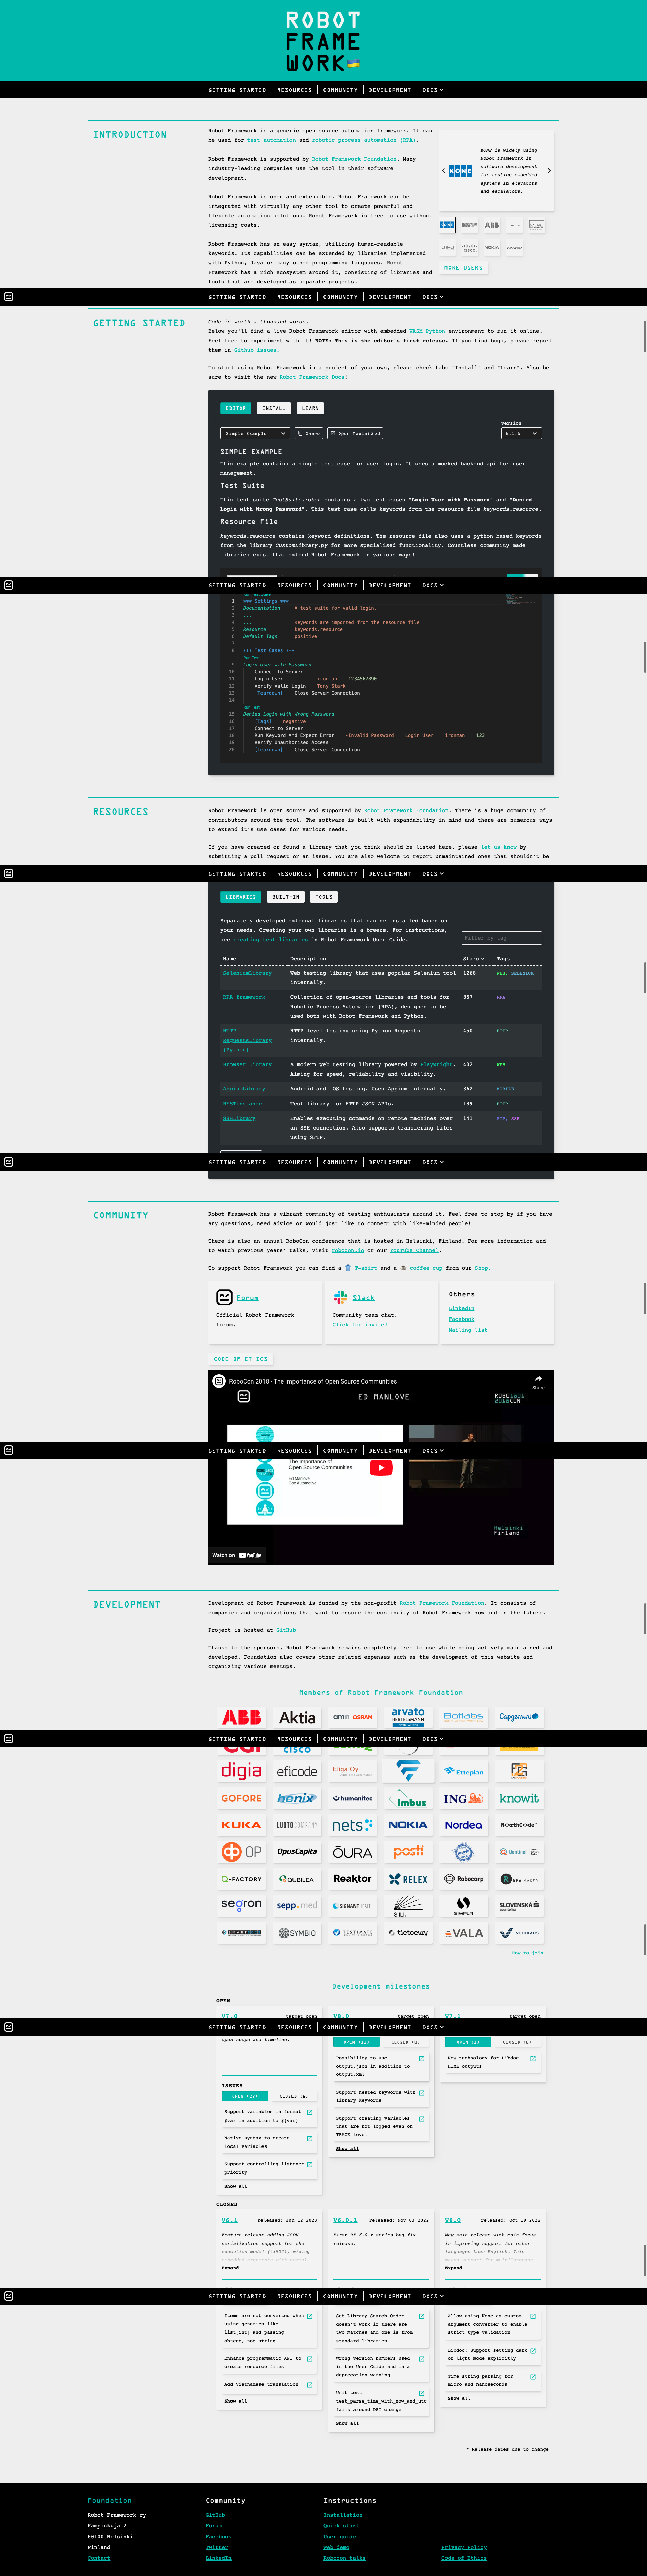 ROBOT
FRAME
WORK
GETTING STARTED
RESOURCES
COMMUNITY
DEVELOPMENT
DOCS
INTRODUCTION
Robot Framework is a generic open source automation framework. It can
be used for test automation and robotic process automation (RPA).
Robot Framework is supported by Robot Framework Foundation. Many
industry-leading companies use the tool in their software
development.
Robot Framework is open and extensible. Robot Framework can be
integrated with virtually any other tool to create powerful and
flexible automation solutions. Robot Framework is free to use without
licensing costs.
Robot Framework has an easy syntax, utilizing human-readable
keywords. Its capabilities can be extended by libraries implemented
with Python, Java or many other programming languages. Robot
Framework has a rich ecosystem around it, consisting of libraries and
tools that are developed as separate projects.
KONE
KONE is widely using
Robot Framework in
software development
for testing embedded
systems in elevators
and escalators.
KONE
ABB
CISCO
NOKIA
MORE USERS
GETTING STARTED
RESOURCES
COMMUNITY
DEVELOPMENT
DOCS
GETTING STARTED
Code is worth a thousand words.
Below you'll find a live Robot Framework editor with embedded WASM Python environment to run it online.
Feel free to experiment with it! NOTE: This is the editor's first release. If you find bugs, please report
them in Github issues.
To start using Robot Framework in a project of your own, please check tabs "Install" and "Learn". Also be
sure to visit the new Robot Framework Docs!
EDITOR
INSTALL
LEARN
Version
Simple Example
Share
Open Maximized
6.1.1
SIMPLE EXAMPLE
This example contains a single test case for user login. It uses a mocked backend api for user
management.
Test Suite
This test suite TestSuite.robot contains a two test cases "Login User with Password" and "Denied
Login with Wrong Password". This test case calls keywords from the resource file keywords.resource.
Resource File
keywords.resource contains keyword definitions. The resource file also uses a python based keywords
from the library CustomLibrary.py for more specialised functionality. Countless community made
libraries exist that extend Robot Framework in various ways!
GETTING STARTED
RESOURCES
COMMUNITY
DEVELOPMENT
DOCS
1 *** Settings ***
2 Documentation A test suite for valid login.
3 ...
4 ... Keywords are imported from the resource file
5 Resource keywords.resource
6 Default Tags positive
7
8 *** Test Cases ***
Run Test
9 Login User with Password
10 Connect to Server
11 Login User ironman 1234567890
12 Verify Valid Login Tony Stark
13 [Teardown] Close Server Connection
14
Run Test
15 Denied Login with Wrong Password
16 [Tags] negative
17 Connect to Server
18 Run Keyword And Expect Error *Invalid Password Login User ironman 123
19 Verify Unauthorised Access
20 [Teardown] Close Server Connection
RESOURCES
Robot Framework is open source and supported by Robot Framework Foundation. There is a huge community of
contributors around the tool. The software is built with expandability in mind and there are numerous ways
to extend it's use cases for various needs.
If you have created or found a library that you think should be listed here, please let us know by
submitting a pull request or an issue. You are also welcome to report unmaintained ones that shouldn't be
GETTING STARTED
RESOURCES
COMMUNITY
DEVELOPMENT
DOCS
LIBRARIES
BUILT-IN
TOOLS
Separately developed external libraries that can be installed based on
your needs. Creating your own libraries is a breeze. For instructions,
see creating test libraries in Robot Framework User Guide.
Filter by tag
Name Description Stars Tags
SeleniumLibrary Web testing library that uses popular Selenium tool 1268 WEB, SELENIUM
internally.
RPA framework Collection of open-source libraries and tools for 857 RPA
Robotic Process Automation (RPA), designed to be
used both with Robot Framework and Python.
HTTP HTTP level testing using Python Requests 450 HTTP
RequestsLibrary internally.
(Python)
Browser Library A modern web testing library powered by Playwright. 402 WEB
Aiming for speed, reliability and visibility.
AppiumLibrary Android and iOS testing. Uses Appium internally. 362 MOBILE
RESTinstance Test library for HTTP JSON APIs. 189 HTTP
SSHLibrary Enables executing commands on remote machines over 141 FTP, SSH
an SSH connection. Also supports transfering files
using SFTP.
GETTING STARTED
RESOURCES
COMMUNITY
DEVELOPMENT
DOCS
COMMUNITY
Robot Framework has a vibrant community of testing enthusiasts around it. Feel free to stop by if you have
any questions, need advice or would just like to connect with like-minded people!
There is also an annual RoboCon conference that is hosted in Helsinki, Finland. For more information and
to watch previous years' talks, visit robocon.io or our YouTube Channel.
To support Robot Framework you can find a T-shirt and a coffee cup from our Shop.
Forum
Official Robot Framework
forum.
Slack
Community team chat.
Click for invite!
Others
LinkedIn
Facebook
Mailing list
CODE OF ETHICS
RoboCon 2018 - The Importance of Open Source Communities
Share
ED MANLOVE
GETTING STARTED
RESOURCES
COMMUNITY
DEVELOPMENT
DOCS
The Importance of
Open Source Communities
Ed Manlove
Cox Automotive
Helsinki
Finland
Watch on YouTube
DEVELOPMENT
Development of Robot Framework is funded by the non-profit Robot Framework Foundation. It consists of
companies and organisations that want to ensure the continuity of Robot Framework now and in the future.
Project is hosted at GitHub
Thanks to the sponsors, Robot Framework remains completely free to use while being actively maintained and
developed. Foundation also covers other related expenses such as the development of this website and
organising various meetups.
Members of Robot Framework Foundation
ABB
Aktia
amu OSRAM
arvato
BERTELSMANN
Botlabs
Capgemini
GETTING STARTED
RESOURCES
COMMUNITY
DEVELOPMENT
DOCS
CGI
cisco
digia
eficode
Eliga Oy
Etteplan
GOFORE
henix
humanitec
imbus
ING
knowit
KUKA
LUOTO COMPANY
nets
NOKIA
Nordea
OP
OpusCapita
ŌURA
posti
Qentinel
Q-FACTORY
QUBILEA
Reaktor
RELEX
Robocorp
segron
sepp.med
SIGNANT HEALTH
SIILI
SIMPLR
SLOVENSKÁ
SYMBIO
TESTIMATE
tietoevry
VALA
VEIKKAUS
How to join
Development milestones
OPEN
V7.0 target open
V8.0 target open
V7.1 target open
GETTING STARTED
RESOURCES
COMMUNITY
DEVELOPMENT
DOCS
open scope and timeline.
ISSUES
OPEN (27)
CLOSED (6)
Support variables in format
$var in addition to ${var}
Native syntax to create
local variables
Support controlling listener
priority
Show all
OPEN (11)
CLOSED (0)
Possibility to use
output.json in addition to
output.xml
Support nested keywords with
library keywords
Support creating variables
that are not logged even on
TRACE level
Show all
OPEN (1)
CLOSED (0)
New technology for Libdoc
HTML outputs
CLOSED
V6.1 released: Jun 12 2023
Feature release adding JSON
serialization support for the
execution model (#3902), mixing
Expand
V6.0.1 released: Nov 03 2022
First RF 6.0.x series bug fix
release.
V6.0 released: Oct 19 2022
New main release with main focus
in improving support for other
languages than English. This
Expand
GETTING STARTED
RESOURCES
COMMUNITY
DEVELOPMENT
DOCS
Items are not converted when
using generics like
list[int] and passing
object, not string
Enhance programmatic API to
create resource files
Add Vietnamese translation
Show all
Set Library Search Order
doesn't work if there are
two matches and one is from
standard libraries
Wrong version numbers used
in the User Guide and in a
deprecation warning
Unit test
test_parse_time_with_now_and_utc
fails around DST change
Show all
Allow using None as custom
argument converter to enable
strict type validation
Libdoc: Support setting dark
or light mode explicitly
Time string parsing for
micro and nanoseconds
Show all
* Release dates due to change
Foundation
Robot Framework ry
Kampinkuja 2
00100 Helsinki
Finland
Contact
Community
GitHub
Forum
Facebook
Twitter
LinkedIn
Instructions
Installation
Quick start
User guide
Web demo
Robocon talks
Privacy Policy
Code of Ethics